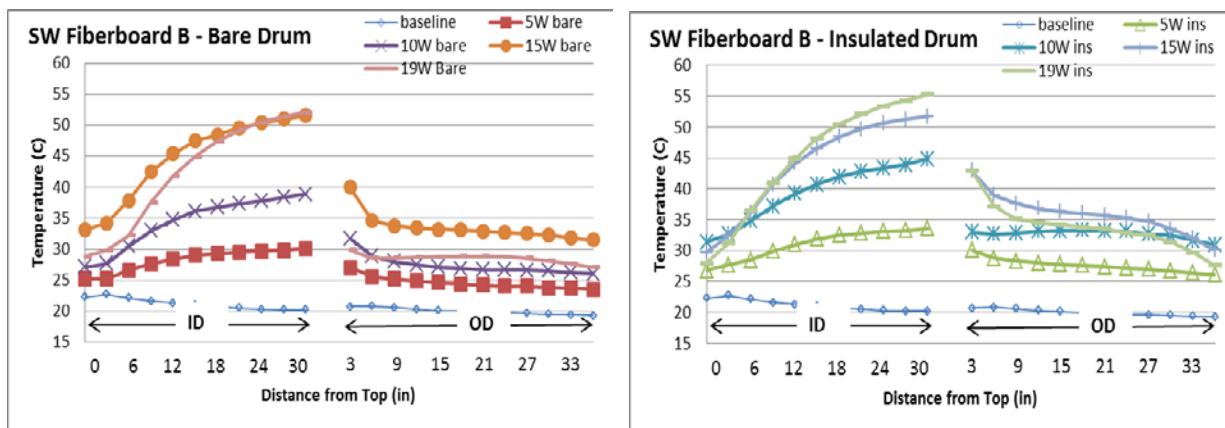 SW Fiberboard B - Bare Drum
baseline
5W bare
10W bare
15W bare
19W Bare
Temperature (C)
60
55
50
45
40
35
30
25
20
15
ID
OD
0 6 12 18 24 30 3 9 15 21 27 33
Distance from Top (in)
SW Fiberboard B - Insulated Drum
baseline
5W ins
10W ins
15W ins
19W ins
Temperature (C)
60
55
50
45
40
35
30
25
20
15
ID
OD
0 6 12 18 24 30 3 9 15 21 27 33
Distance from Top (in)